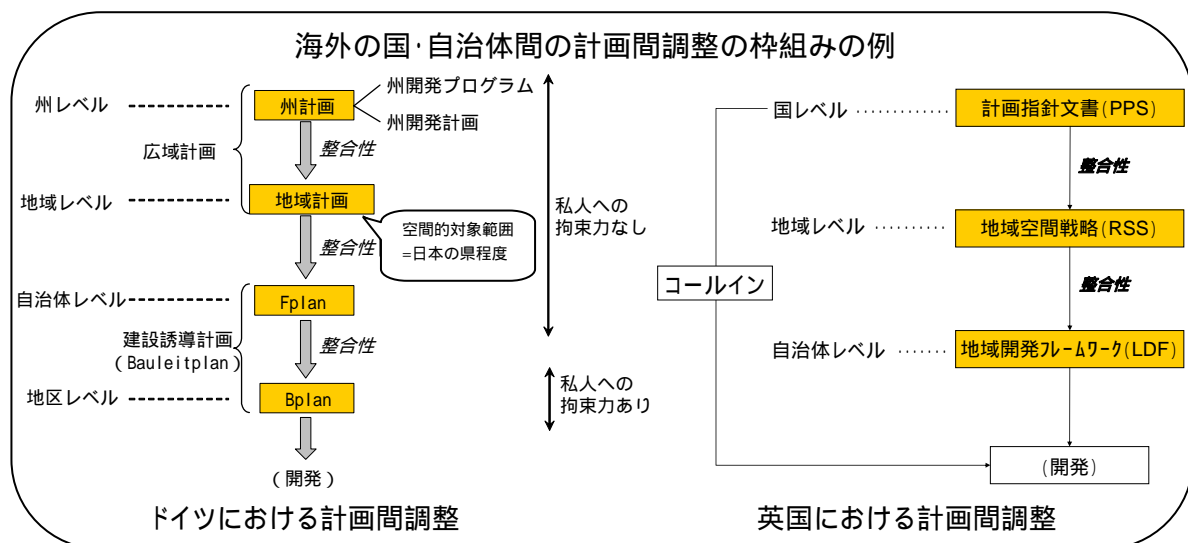 海外の国・自治体間の計画間調整の枠組みの例
州レベル
州計画
州開発プログラム
州開発計画
整合性
広域計画
地域レベル
地域計画
空間的対象範囲
=日本の県程度
整合性
私人への
拘束力なし
自治体レベル
Fplan
建設誘導計画
(Bauleitplan)
整合性
地区レベル
Bplan
私人への
拘束力あり
(開発)
ドイツにおける計画間調整
国レベル
計画指針文書(PPS)
整合性
地域レベル
地域空間戦略(RSS)
コールイン
整合性
自治体レベル
地域開発ﾌﾚｰﾑﾜｰｸ(LDF)
(開発)
英国における計画間調整